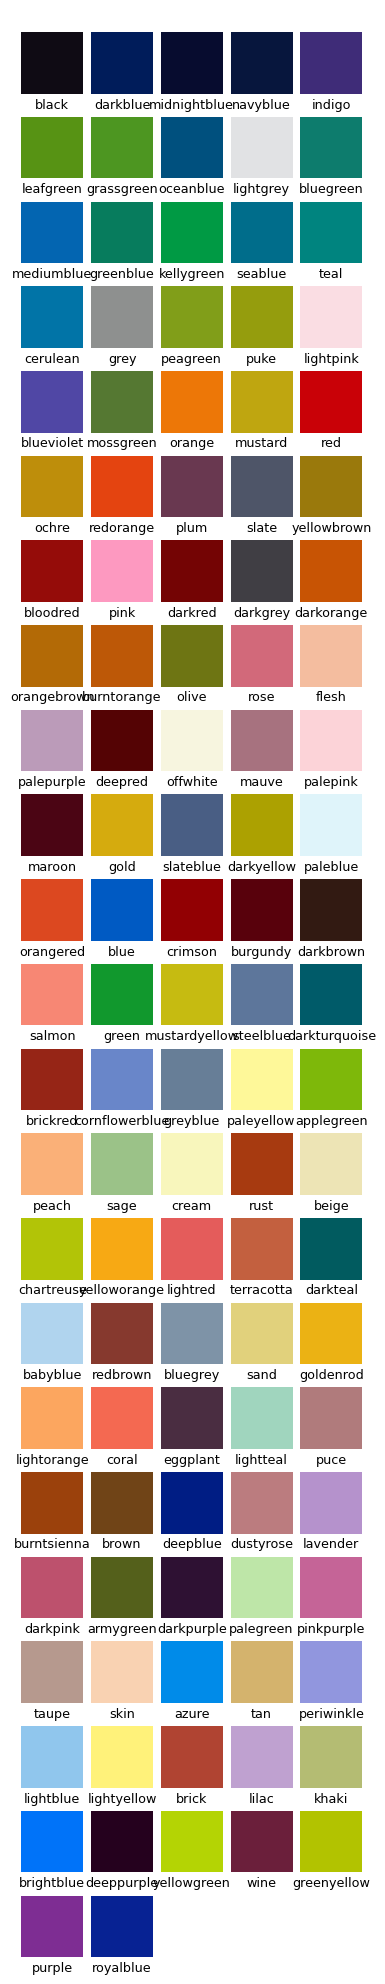 black darkblue midnightblue navyblue indigo
leafgreen grassgreen oceanblue lightgrey bluegreen
mediumblue greenblue kellygreen seablue teal
cerulean grey peagreen puke lightpink
blueviolet mossgreen orange mustard red
ochre redorange plum slate yellowbrown
bloodred pink darkred darkgrey darkorange
orangebrown burntorange olive rose flesh
palepurple deepred offwhite mauve palepink
maroon gold slateblue darkyellow paleblue
orangered blue crimson burgundy darkbrown
salmon green mustardyellow steelblue darkturquoise
brickred cornflowerblue greyblue paleyellow applegreen
peach sage cream rust beige
chartreuse yelloworange lightred terracotta darkteal
babyblue redbrown bluegrey sand goldenrod
lightorange coral eggplant lightteal puce
burntsienna brown deepblue dustyrose lavender
darkpink armygreen darkpurple palegreen pinkpurple
taupe skin azure tan periwinkle
lightblue lightyellow brick lilac khaki
brightblue deeppurple yellowgreen wine greenyellow
purple royalblue